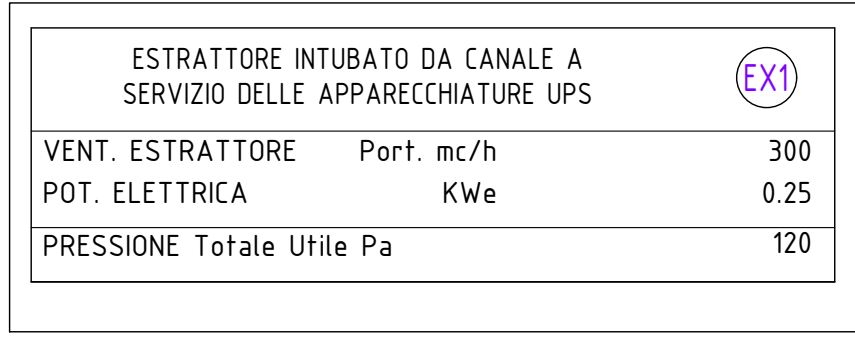 ESTRATTORE INTUBATO DA CANALE A
SERVIZIO DELLE APPARECCHIATURE UPS
EX1
VENT. ESTRATTORE Port. mc/h 300
POT. ELETTRICA KWe 0.25
PRESSIONE Totale Utile Pa 120